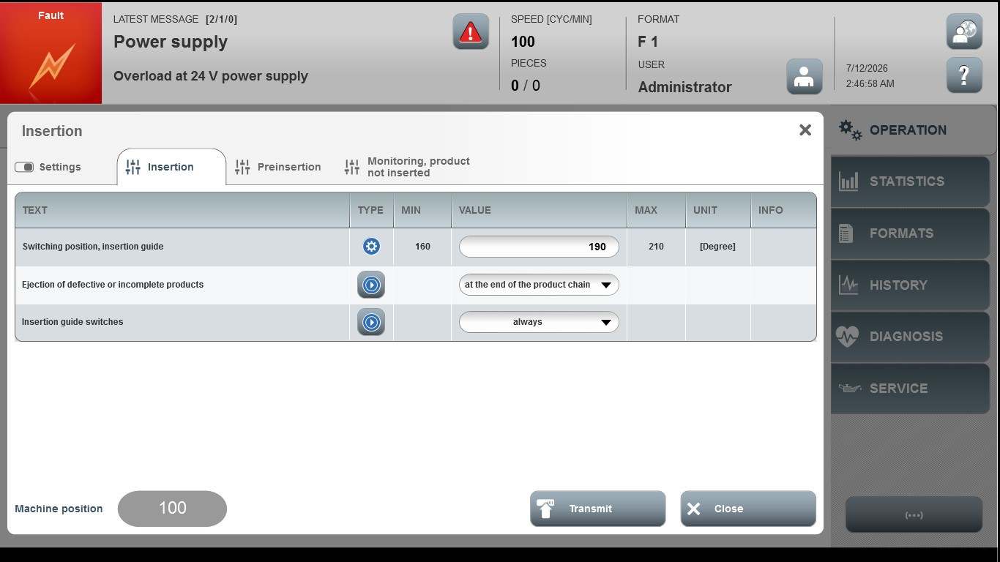 Fault
LATEST MESSAGE [2/1/0]
Power supply
Overload at 24 V power supply
SPEED [CYC/MIN]
100
PIECES
0 / 0
FORMAT
F 1
USER
Administrator
7/12/2026
2:46:58 AM
?
Insertion
Settings
Insertion
Preinsertion
Monitoring, product
not inserted
TEXT TYPE MIN VALUE MAX UNIT INFO
Switching position, insertion guide 160 190 210 [Degree]
Ejection of defective or incomplete products at the end of the product chain
Insertion guide switches always
Machine position 100
Transmit
Close
OPERATION
STATISTICS
FORMATS
HISTORY
DIAGNOSIS
SERVICE
(•••)